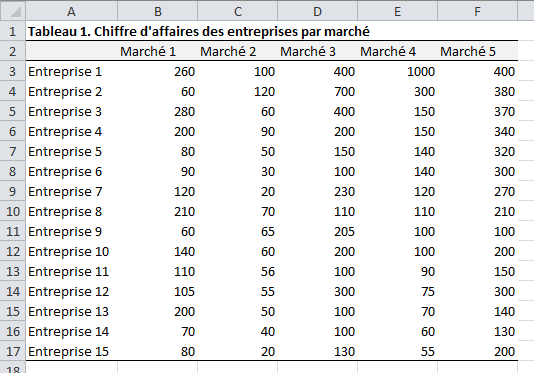 A B C D E F
1 Tableau 1. Chiffre d'affaires des entreprises par marché
2 Marché 1 Marché 2 Marché 3 Marché 4 Marché 5
3 Entreprise 1 260 100 400 1000 400
4 Entreprise 2 60 120 700 300 380
5 Entreprise 3 280 60 400 150 370
6 Entreprise 4 200 90 200 150 340
7 Entreprise 5 80 50 150 140 320
8 Entreprise 6 90 30 100 140 300
9 Entreprise 7 120 20 230 120 270
10 Entreprise 8 210 70 110 110 210
11 Entreprise 9 60 65 205 100 100
12 Entreprise 10 140 60 200 100 200
13 Entreprise 11 110 56 100 90 150
14 Entreprise 12 105 55 300 75 300
15 Entreprise 13 200 50 100 70 140
16 Entreprise 14 70 40 100 60 130
17 Entreprise 15 80 20 130 55 200
18